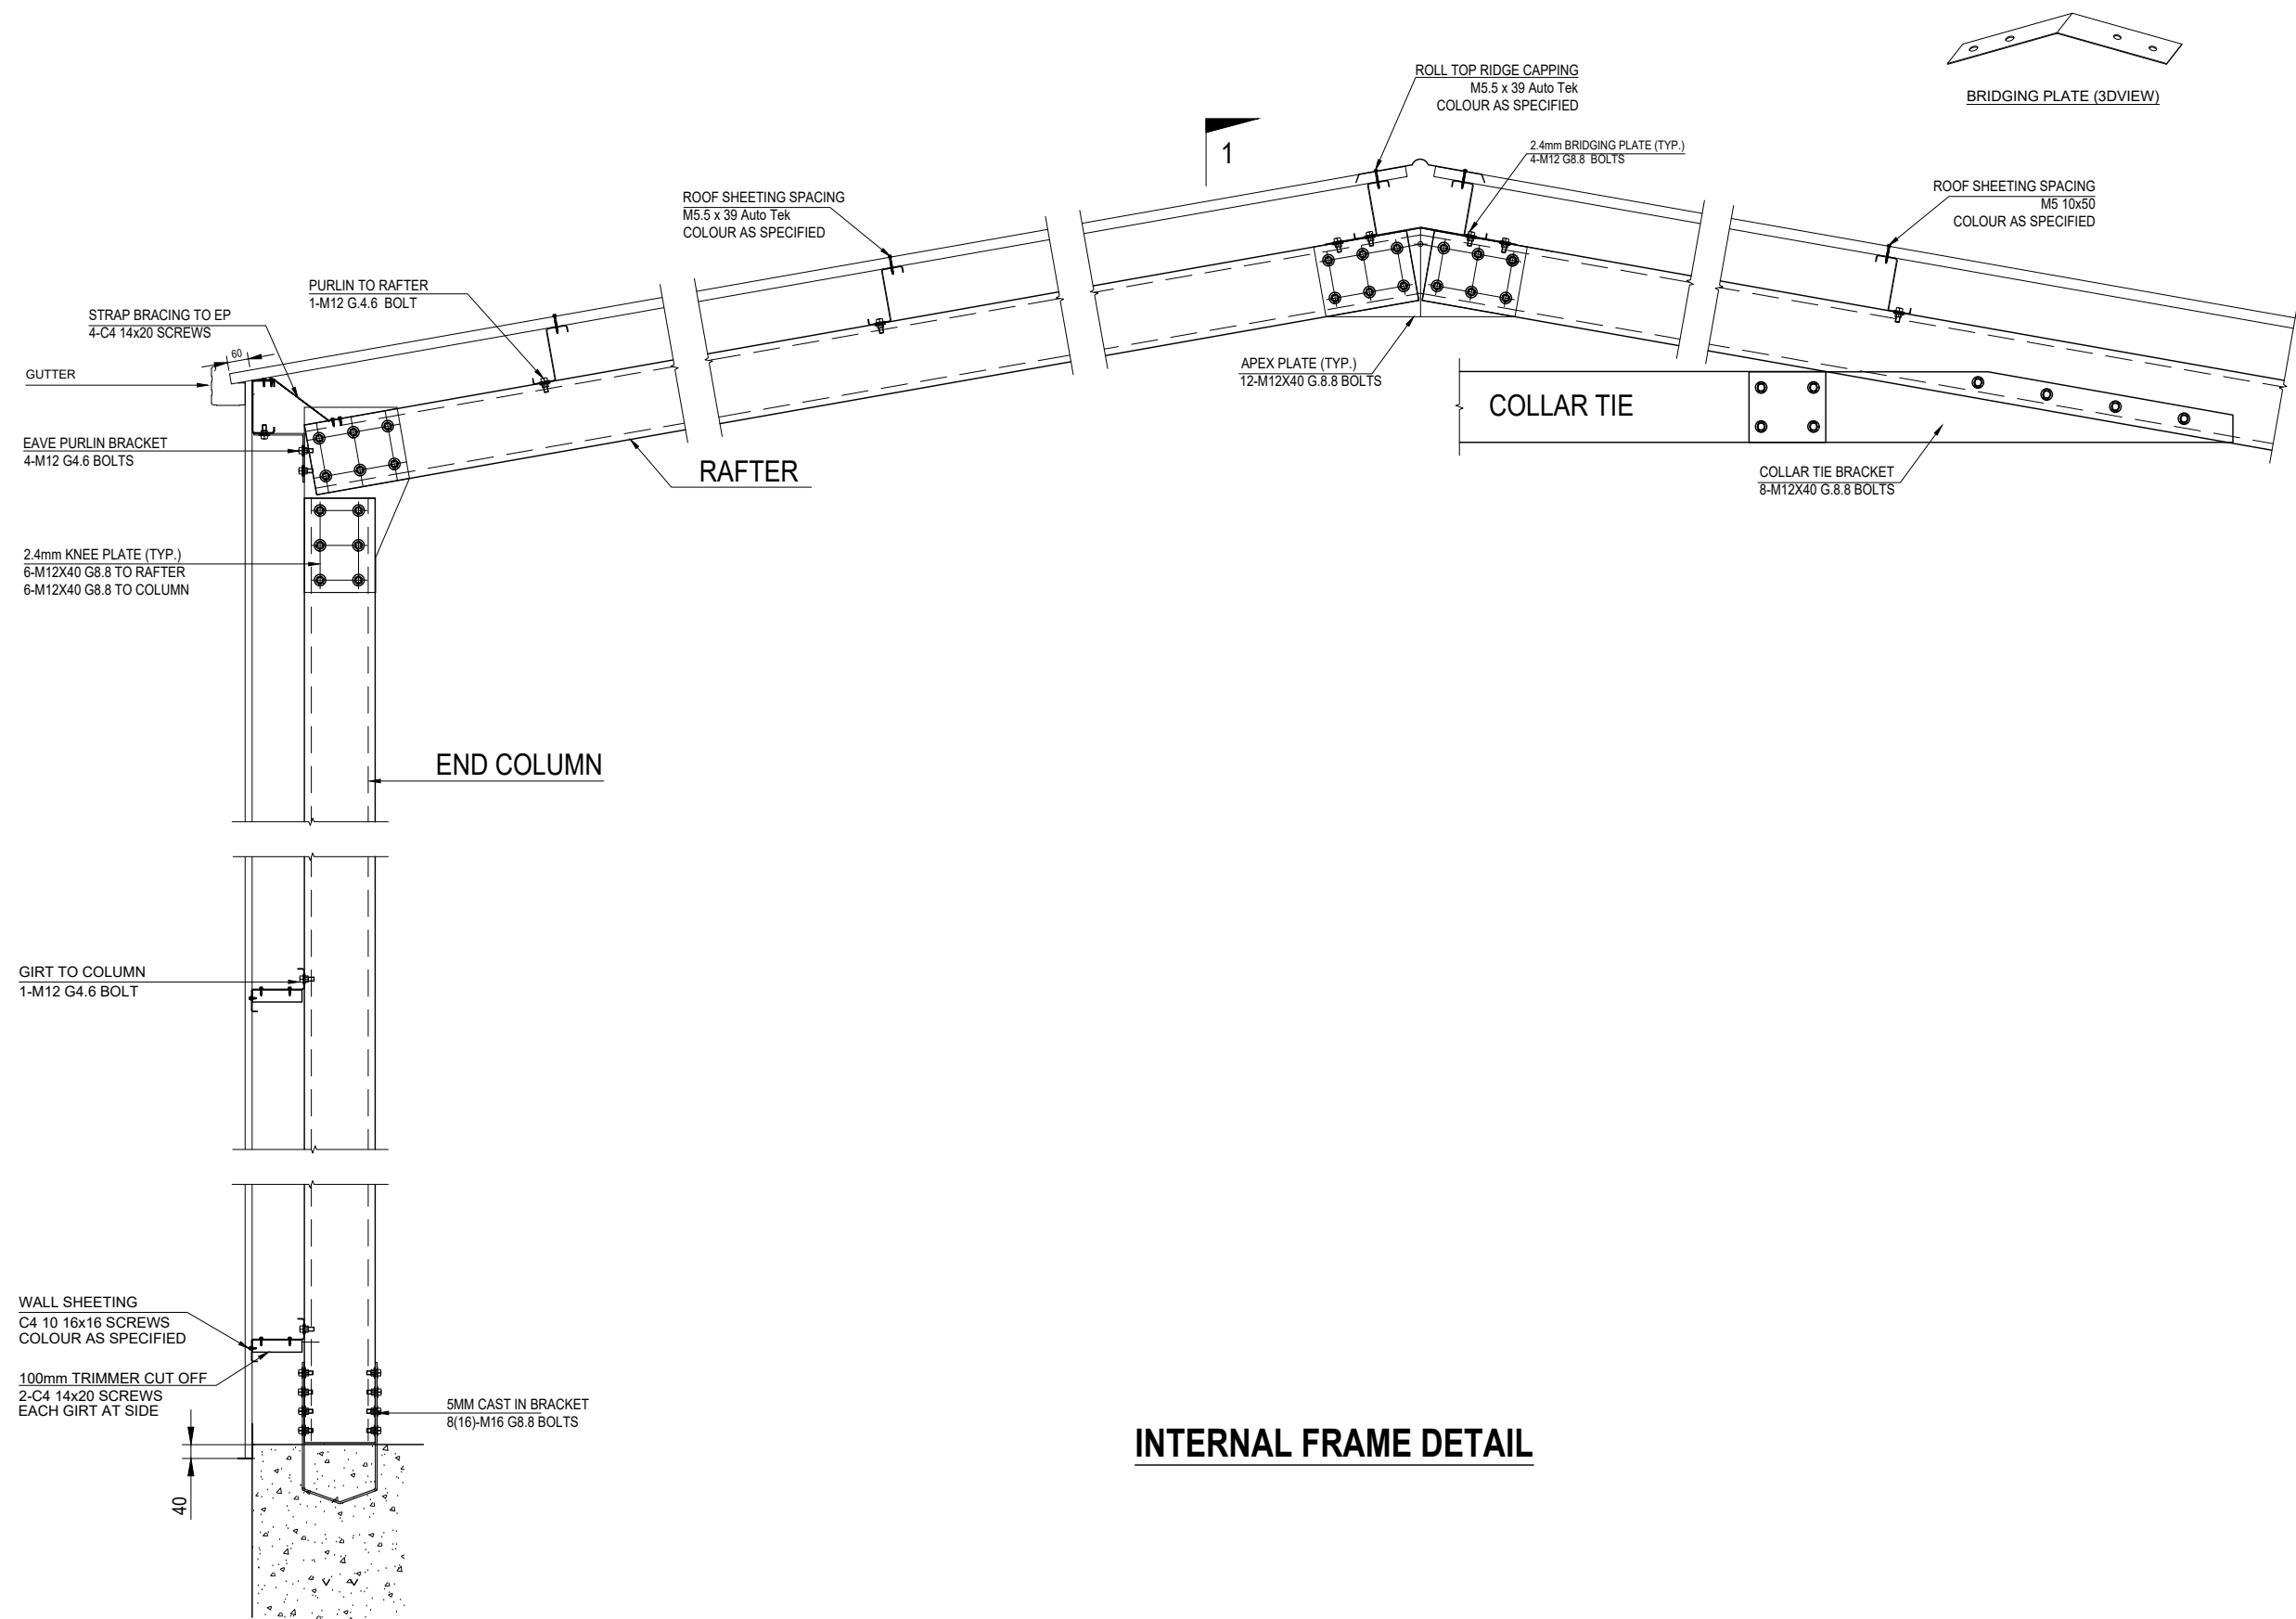 BRIDGING PLATE (3DVIEW)
ROLL TOP RIDGE CAPPING
M5.5 x 39 Auto Tek
COLOUR AS SPECIFIED
1
2.4mm BRIDGING PLATE (TYP.)
4-M12 G8.8 BOLTS
ROOF SHEETING SPACING
M5.5 x 39 Auto Tek
COLOUR AS SPECIFIED
ROOF SHEETING SPACING
M5 10x50
COLOUR AS SPECIFIED
PURLIN TO RAFTER
1-M12 G.4.6 BOLT
STRAP BRACING TO EP
4-C4 14x20 SCREWS
60
GUTTER
APEX PLATE (TYP.)
12-M12X40 G.8.8 BOLTS
COLLAR TIE
EAVE PURLIN BRACKET
4-M12 G4.6 BOLTS
RAFTER
COLLAR TIE BRACKET
8-M12X40 G.8.8 BOLTS
2.4mm KNEE PLATE (TYP.)
6-M12X40 G8.8 TO RAFTER
6-M12X40 G8.8 TO COLUMN
END COLUMN
GIRT TO COLUMN
1-M12 G4.6 BOLT
WALL SHEETING
C4 10 16x16 SCREWS
COLOUR AS SPECIFIED
100mm TRIMMER CUT OFF
2-C4 14x20 SCREWS
EACH GIRT AT SIDE
5MM CAST IN BRACKET
8(16)-M16 G8.8 BOLTS
40
INTERNAL FRAME DETAIL